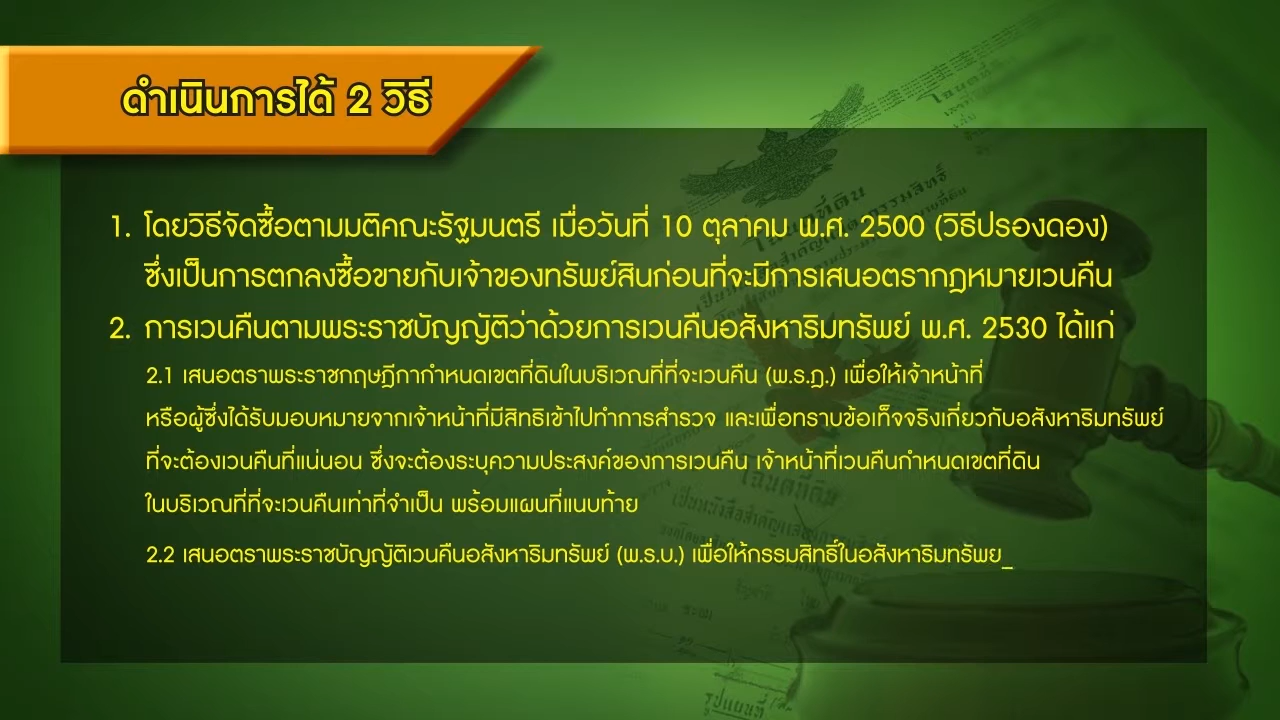 ดำเนินการได้ 2 วิธี
1. โดยวิธีจัดซื้อตามมติคณะรัฐมนตรี เมื่อวันที่ 10 ตุลาคม พ.ศ. 2500 (วิธีปรองดอง)
ซึ่งเป็นการตกลงซื้อขายกับเจ้าของทรัพย์สินก่อนที่จะมีการเสนอตรากฎหมายเวนคืน
2. การเวนคืนตามพระราชบัญญัติว่าด้วยการเวนคืนอสังหาริมทรัพย์ พ.ศ. 2530 ได้แก่
2.1 เสนอตราพระราชกฤษฎีกากำหนดเขตที่ดินในบริเวณที่ที่จะเวนคืน (พ.ร.ฎ.) เพื่อให้เจ้าหน้าที่
หรือผู้ซึ่งได้รับมอบหมายจากเจ้าหน้าที่มีสิทธิเข้าไปทำการสำรวจ และเพื่อทราบข้อเท็จจริงเกี่ยวกับอสังหาริมทรัพย์
ที่จะต้องเวนคืนที่แน่นอน ซึ่งจะต้องระบุความประสงค์ของการเวนคืน เจ้าหน้าที่เวนคืนกำหนดเขตที่ดิน
ในบริเวณที่ที่จะเวนคืนเท่าที่จำเป็น พร้อมแผนที่แนบท้าย
2.2 เสนอตราพระราชบัญญัติเวนคืนอสังหาริมทรัพย์ (พ.ร.บ.) เพื่อให้กรรมสิทธิ์ในอสังหาริมทรัพย_
โฉนดที่ดิน
รูปแผนที่